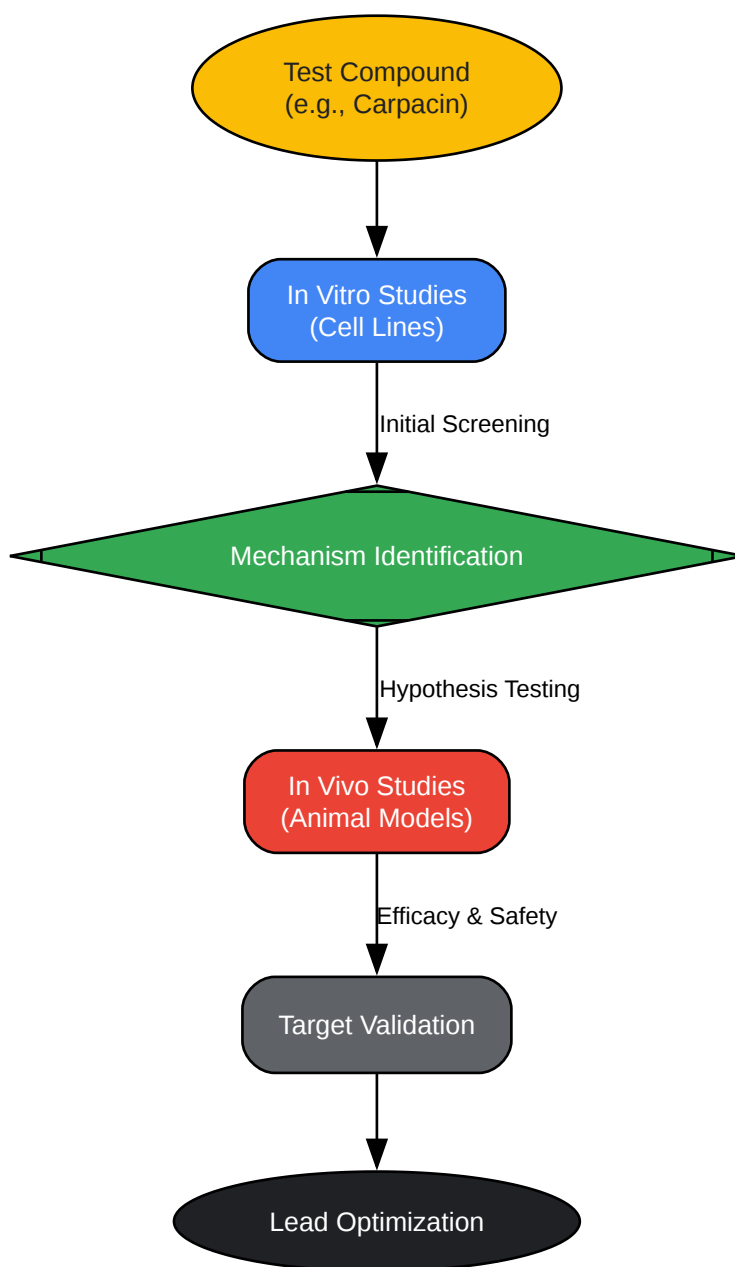 Test Compound
(e.g., Carpacin)
In Vitro Studies
(Cell Lines)
Initial Screening
Mechanism Identification
Hypothesis Testing
In Vivo Studies
(Animal Models)
Efficacy & Safety
Target Validation
Lead Optimization